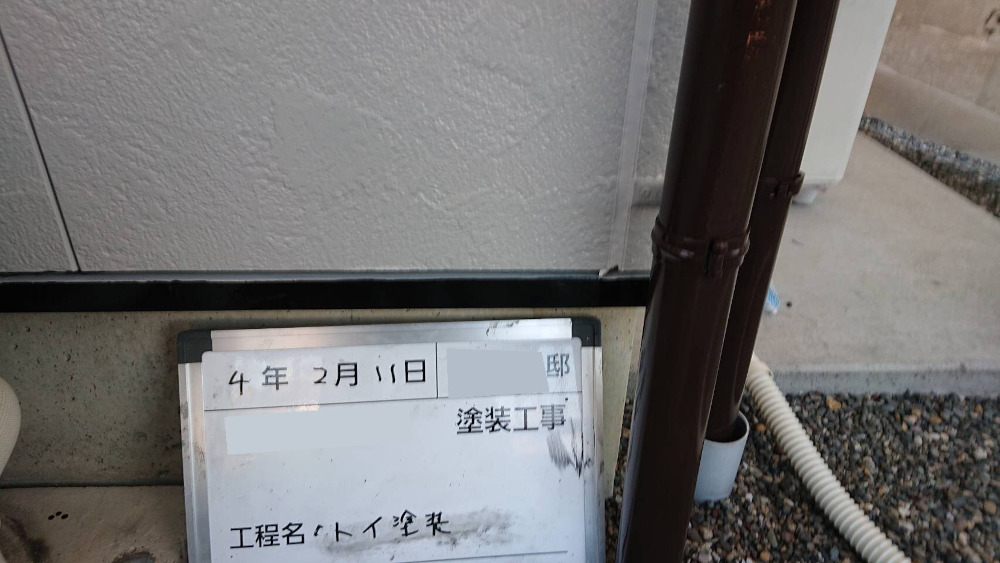 4年 2月 11日 邸
塗装工事
工程名 トイ塗装